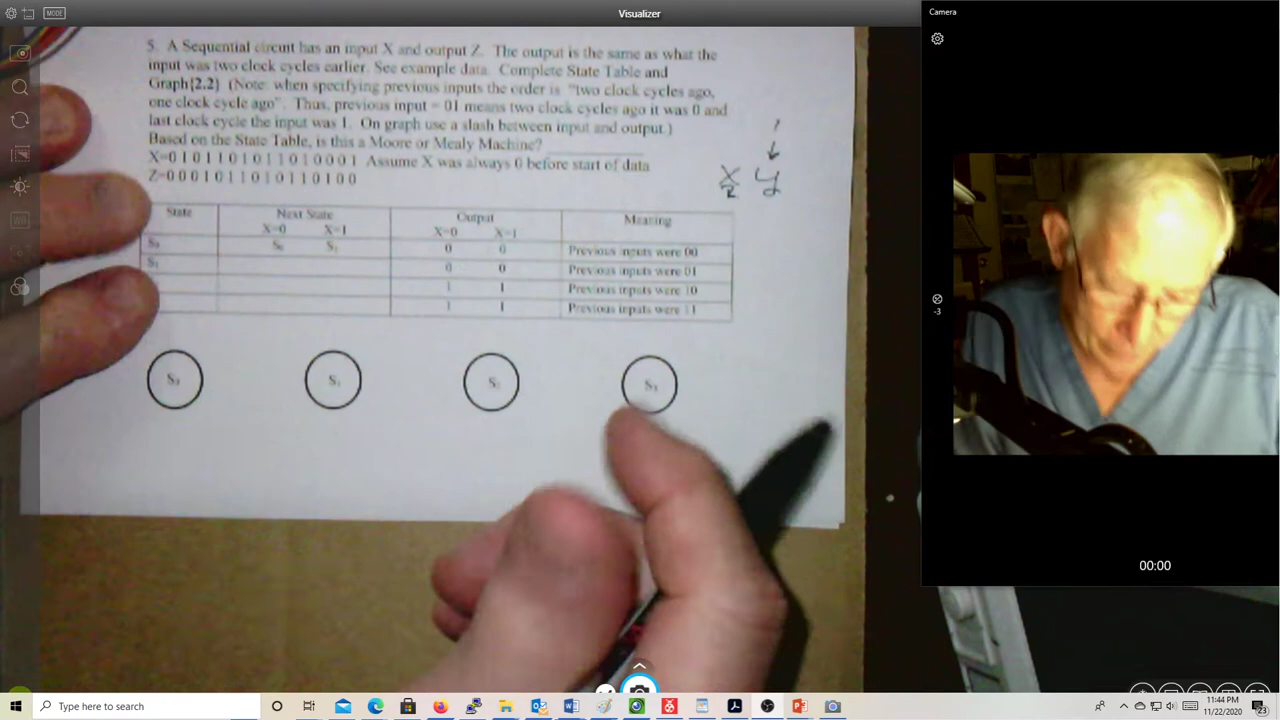 MODE
Visualizer
Camera
5. A Sequential circuit has an input X and output Z. The output is the same as what the
input was two clock cycles earlier. See example data. Complete State Table and
Graph{2.2} (Note: when specifying previous inputs the order is "two clock cycles ago,
one clock cycle ago". Thus, previous input = 01 means two clock cycles ago it was 0 and
last clock cycle the input was 1. On graph use a slash between input and output.)
Based on the State Table, is this a Moore or Mealy Machine?
X=0 1 0 1 1 0 1 0 1 1 0 1 0 0 0 1 Assume X was always 0 before start of data
Z=0 0 0 1 0 1 1 0 1 0 1 1 0 1 0 0
X y
State Next State Output Meaning
X=0 X=1 X=0 X=1
S0 S0 0 0 Previous inputs were 00
S1 0 0 Previous inputs were 01
1 1 Previous inputs were 10
1 1 Previous inputs were 11
S1 S2 S3
-3
00:00
Type here to search
11:44 PM
11/22/2020
23